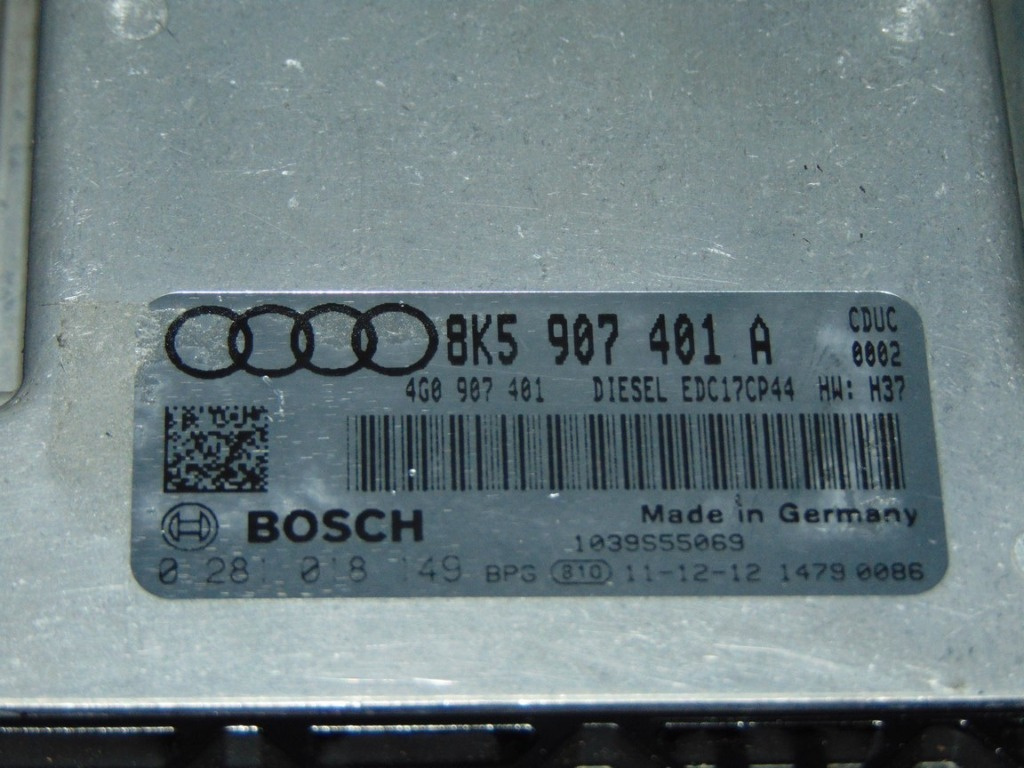 8K5 907 401 A CDUC 0002
4G0 907 401 DIESEL EDC17CP44 HW: H37
BOSCH Made in Germany
1039S55069
0 281 018 149 BPG 810 11-12-12 1479 0086